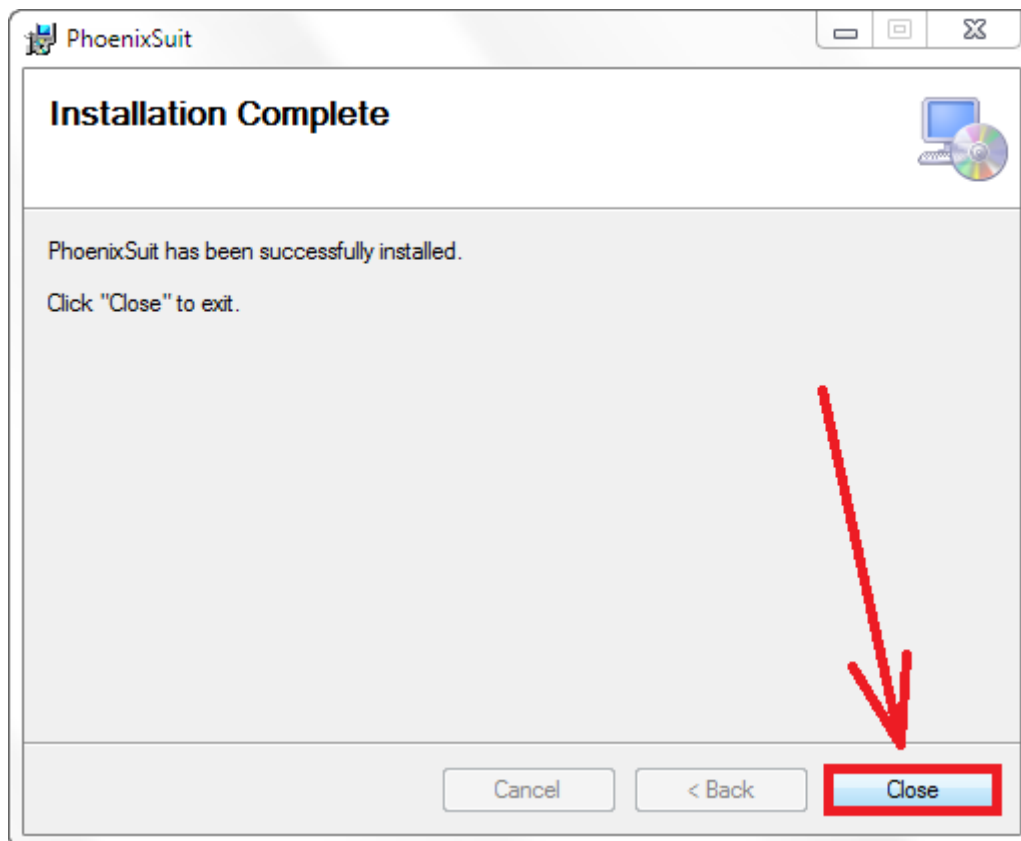 PhoenixSuit
Installation Complete
PhoenixSuit has been successfully installed.
Click "Close" to exit.
Cancel
< Back
Close